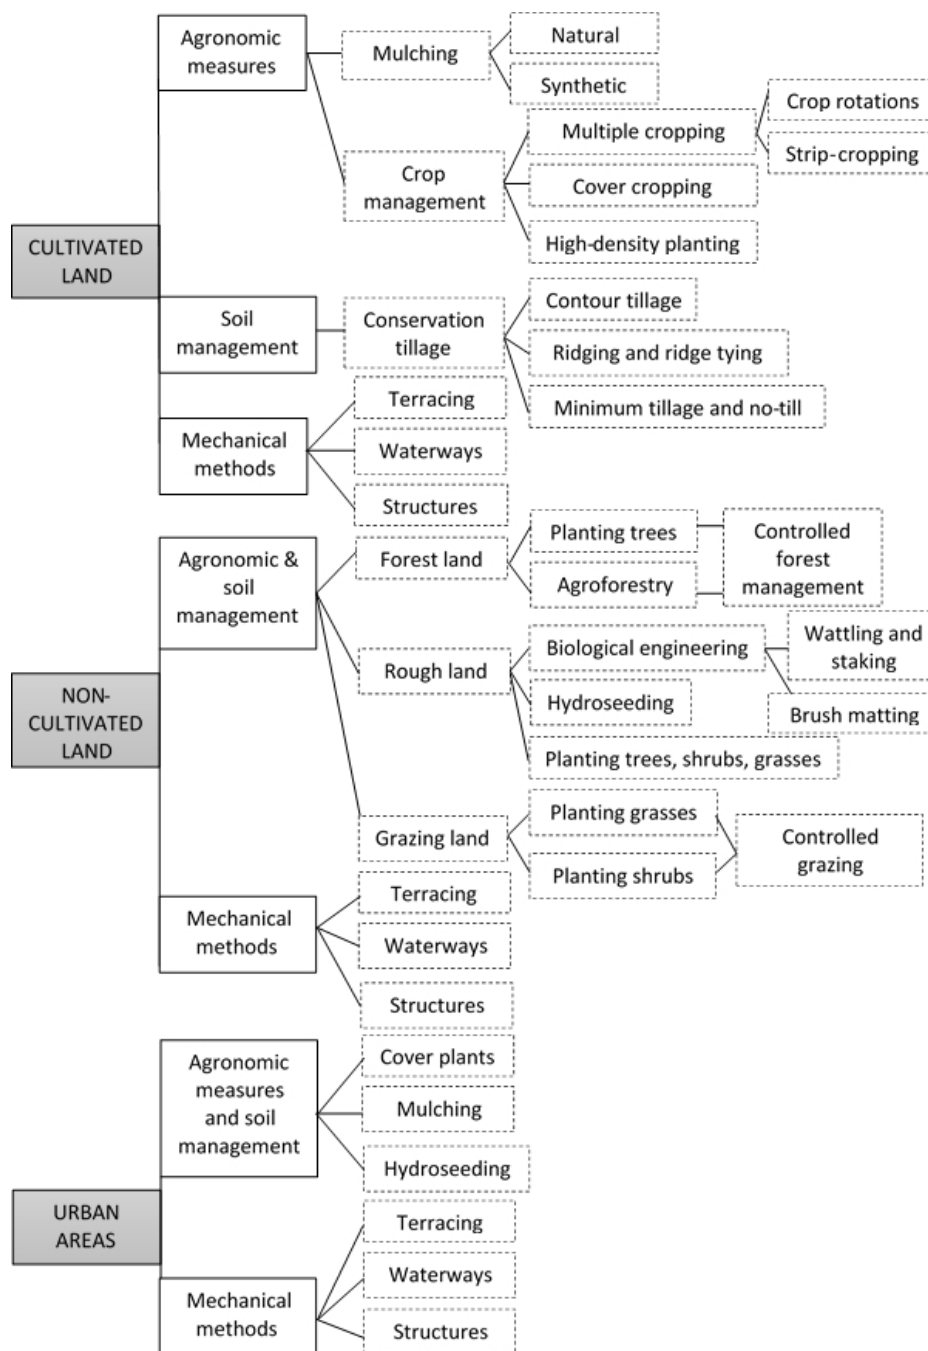 Agronomic
measures
Mulching
Natural
Synthetic
Crop
management
Multiple cropping
Crop rotations
Strip-cropping
Cover cropping
High-density planting
CULTIVATED
LAND
Soil
management
Conservation
tillage
Contour tillage
Ridging and ridge tying
Minimum tillage and no-till
Mechanical
methods
Terracing
Waterways
Structures
NON-
CULTIVATED
LAND
Agronomic &
soil
management
Forest land
Planting trees
Agroforestry
Controlled
forest
management
Rough land
Biological engineering
Wattling and
staking
Brush matting
Hydroseeding
Planting trees, shrubs, grasses
Grazing land
Planting grasses
Planting shrubs
Controlled
grazing
Mechanical
methods
Terracing
Waterways
Structures
URBAN
AREAS
Agronomic
measures
and soil
management
Cover plants
Mulching
Hydroseeding
Mechanical
methods
Terracing
Waterways
Structures